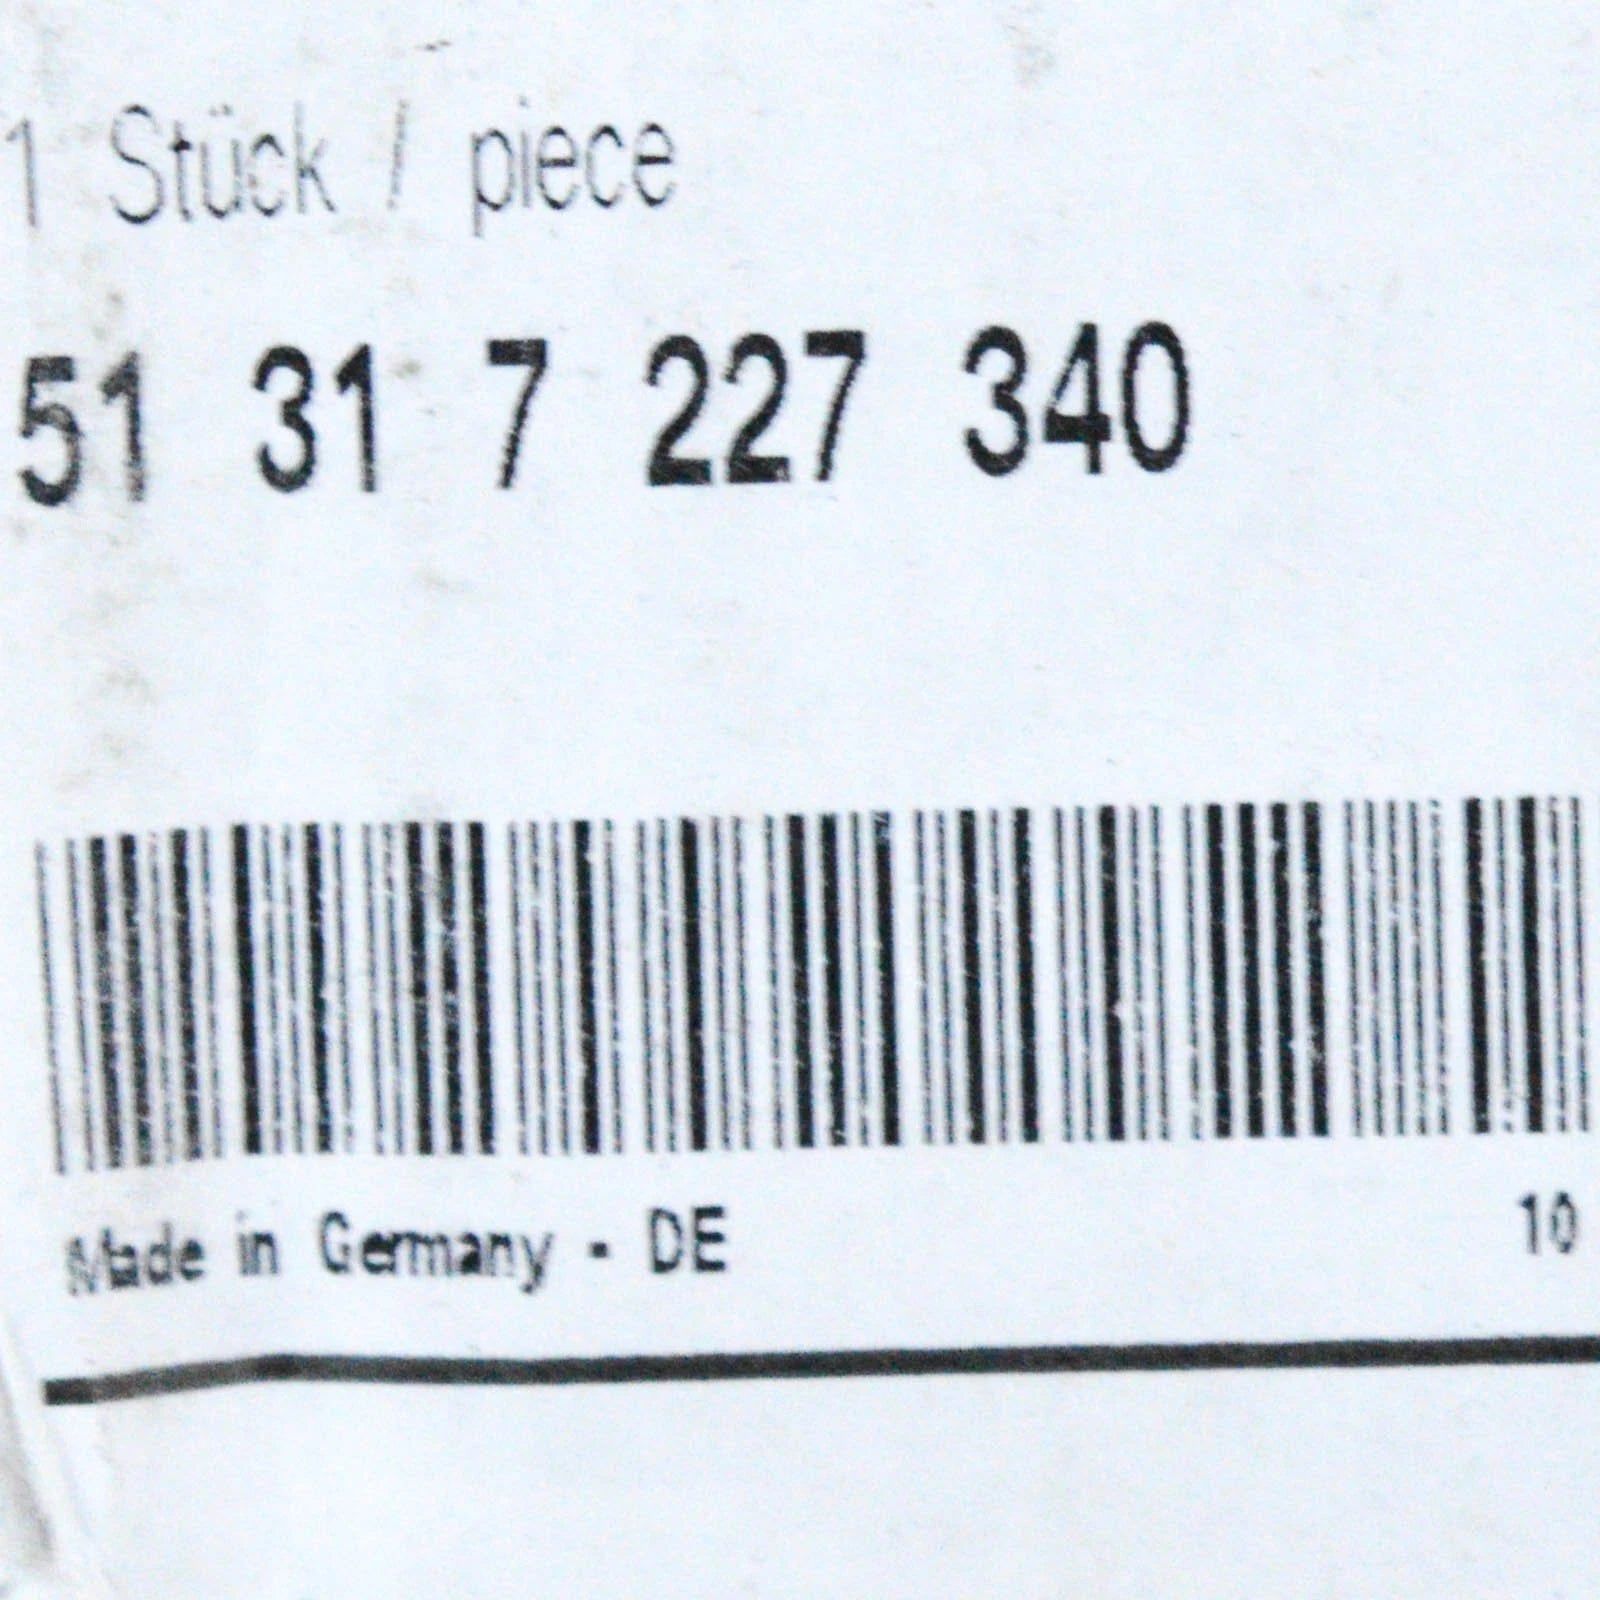 1 Stück / piece
51 31 7 227 340
Made in Germany - DE
10